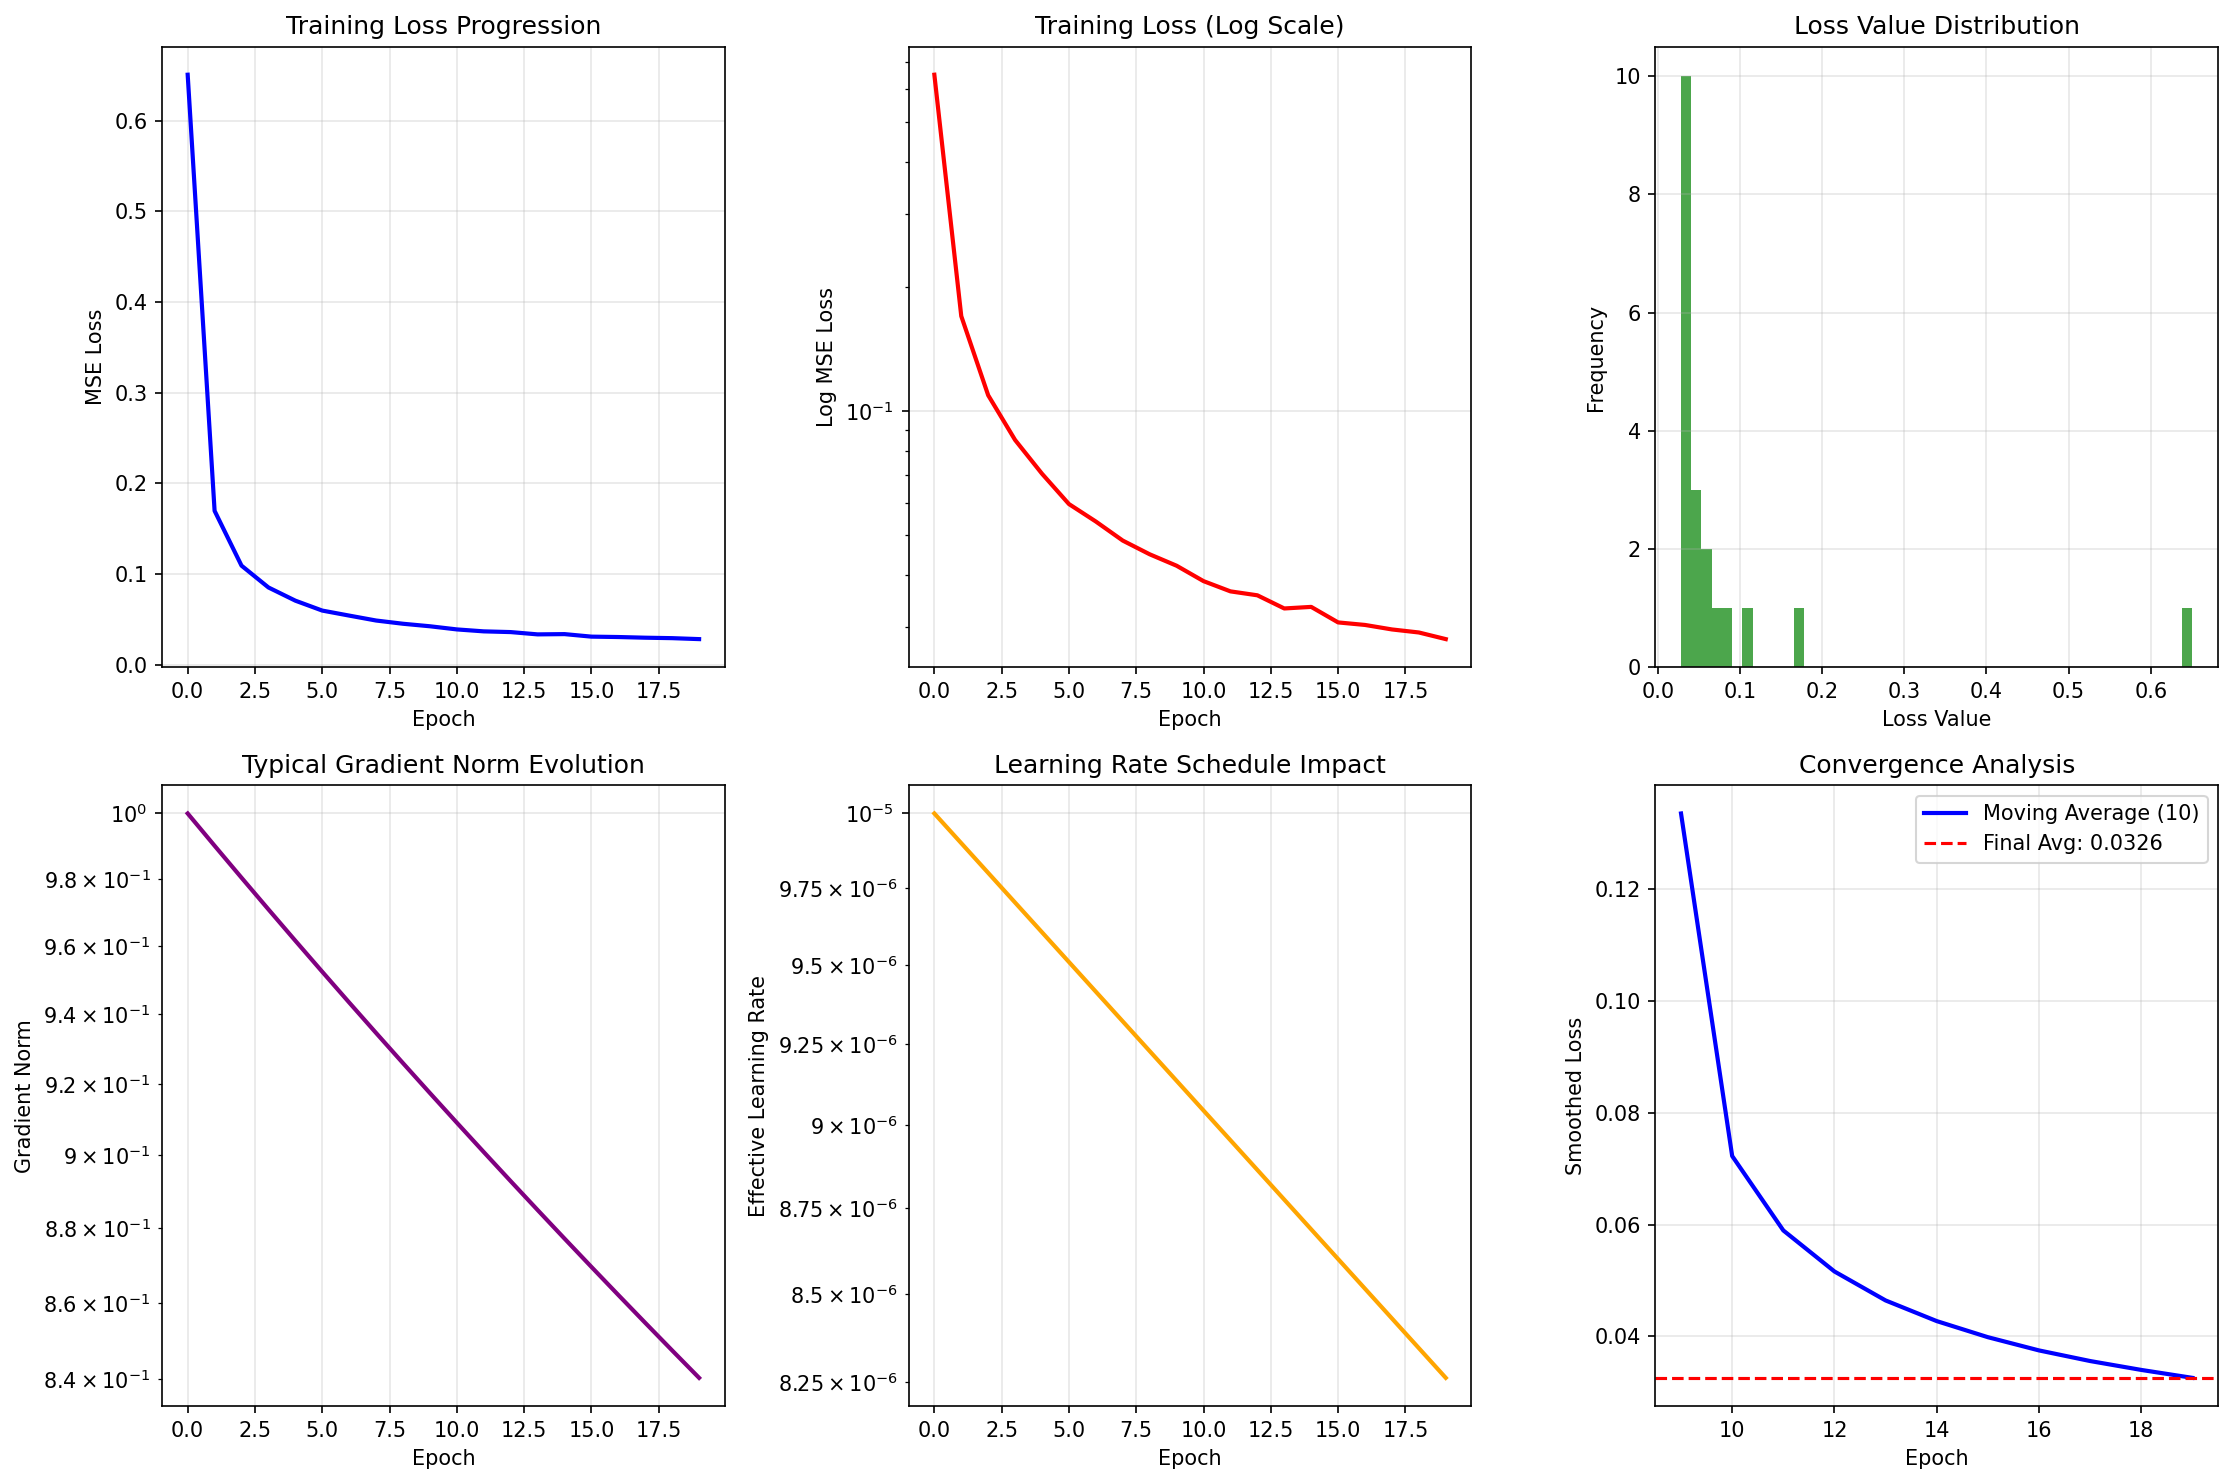 Training Loss Progression
MSE Loss
0.6
0.5
0.4
0.3
0.2
0.1
0.0
0.0 2.5 5.0 7.5 10.0 12.5 15.0 17.5
Epoch
Training Loss (Log Scale)
Log MSE Loss
10⁻¹
0.0 2.5 5.0 7.5 10.0 12.5 15.0 17.5
Epoch
Loss Value Distribution
Frequency
10
8
6
4
2
0
0.0 0.1 0.2 0.3 0.4 0.5 0.6
Loss Value
Typical Gradient Norm Evolution
Gradient Norm
10⁰
9.8 × 10⁻¹
9.6 × 10⁻¹
9.4 × 10⁻¹
9.2 × 10⁻¹
9 × 10⁻¹
8.8 × 10⁻¹
8.6 × 10⁻¹
8.4 × 10⁻¹
0.0 2.5 5.0 7.5 10.0 12.5 15.0 17.5
Epoch
Learning Rate Schedule Impact
Effective Learning Rate
10⁻⁵
9.75 × 10⁻⁶
9.5 × 10⁻⁶
9.25 × 10⁻⁶
9 × 10⁻⁶
8.75 × 10⁻⁶
8.5 × 10⁻⁶
8.25 × 10⁻⁶
0.0 2.5 5.0 7.5 10.0 12.5 15.0 17.5
Epoch
Convergence Analysis
Moving Average (10)
Final Avg: 0.0326
Smoothed Loss
0.12
0.10
0.08
0.06
0.04
10 12 14 16 18
Epoch